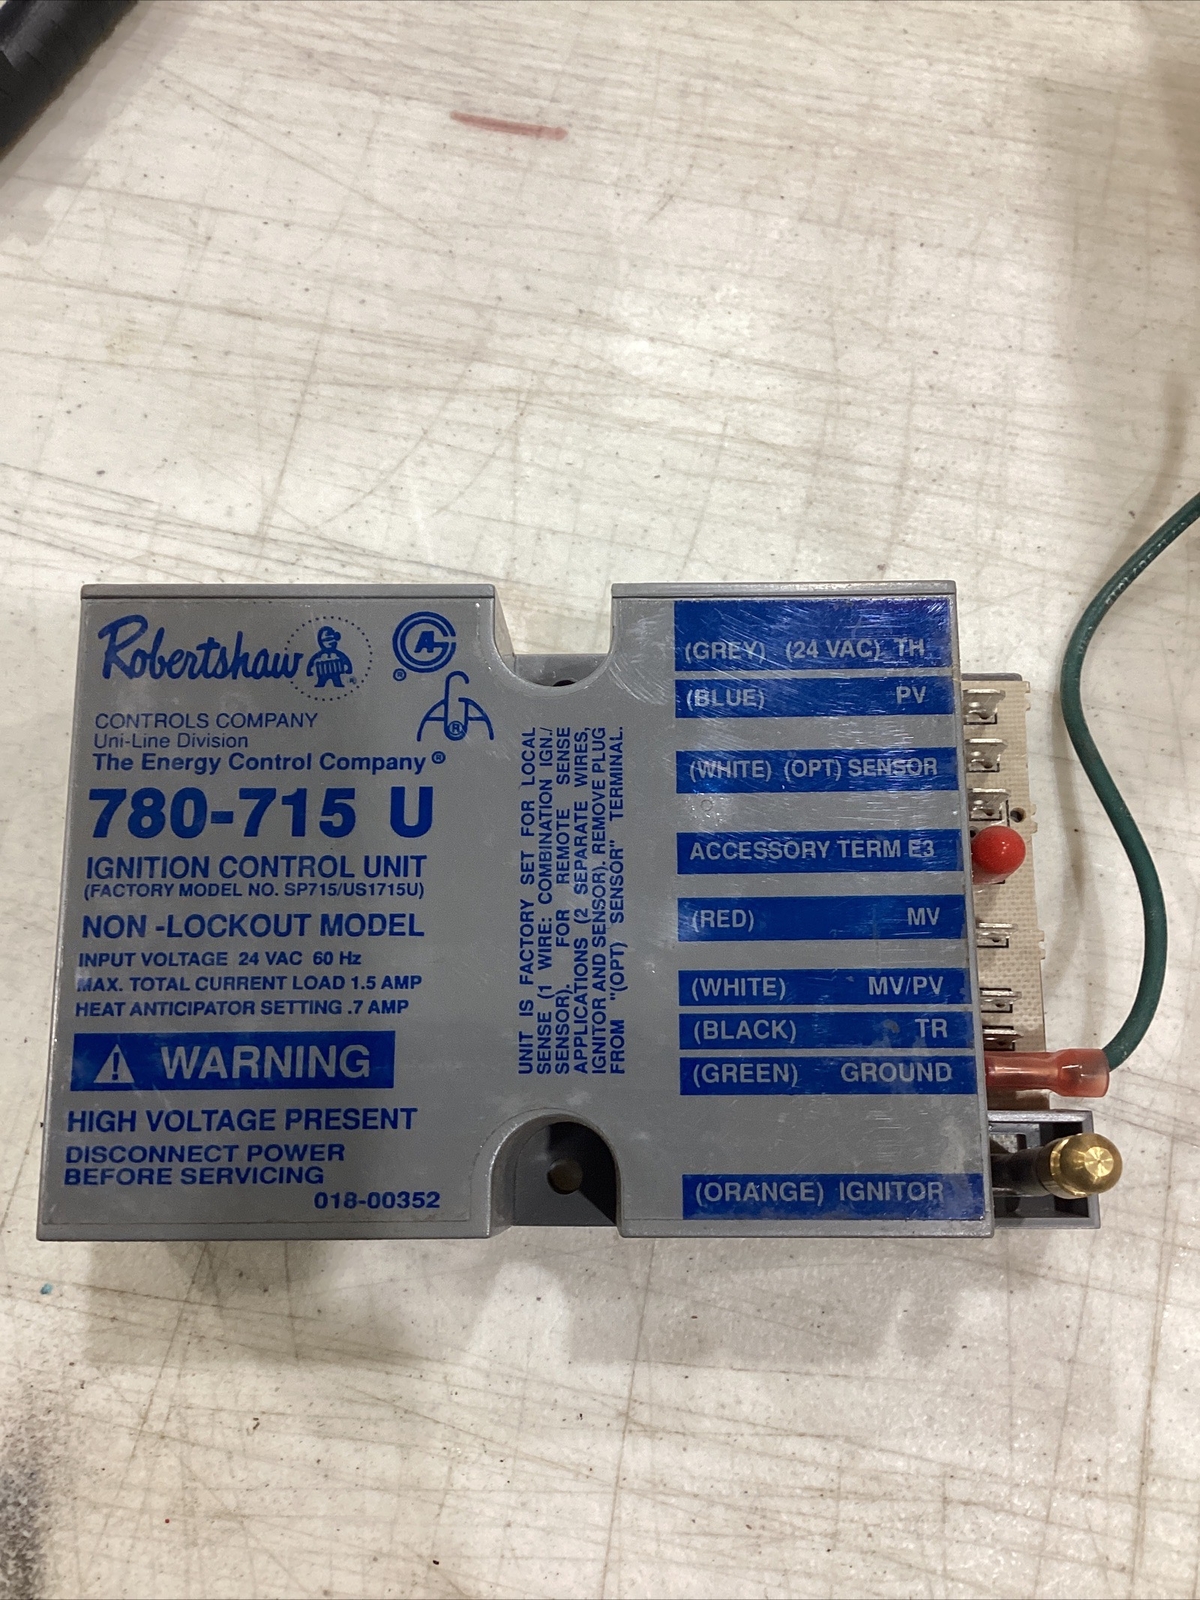 Robertshaw
®
AG
®
AGA
®
CONTROLS COMPANY
Uni-Line Division
The Energy Control Company®
780-715 U
IGNITION CONTROL UNIT
(FACTORY MODEL NO. SP715/US1715U)
NON -LOCKOUT MODEL
INPUT VOLTAGE 24 VAC 60 Hz
MAX. TOTAL CURRENT LOAD 1.5 AMP
HEAT ANTICIPATOR SETTING .7 AMP
WARNING
HIGH VOLTAGE PRESENT
DISCONNECT POWER
BEFORE SERVICING
018-00352
UNIT IS FACTORY SET FOR LOCAL
SENSE (1 WIRE: COMBINATION IGN./
SENSOR). FOR REMOTE SENSE
APPLICATIONS (2 SEPARATE WIRES,
IGNITOR AND SENSOR). REMOVE PLUG
FROM "(OPT) SENSOR" TERMINAL.
(GREY) (24 VAC) TH
(BLUE) PV
(WHITE) (OPT) SENSOR
ACCESSORY TERM E3
(RED) MV
(WHITE) MV/PV
(BLACK) TR
(GREEN) GROUND
(ORANGE) IGNITOR